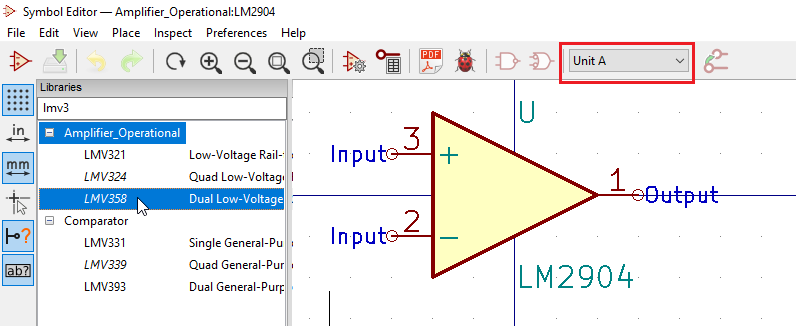 Symbol Editor — Amplifier_Operational:LM2904
File Edit View Place Inspect Preferences Help
PDF
Unit A
Libraries
in
mm
ab?
lmv3
Amplifier_Operational
LMV321 Low-Voltage Rail-
LMV324 Quad Low-Voltage
LMV358 Dual Low-Voltage
Comparator
LMV331 Single General-Pu
LMV339 Quad General-Pur
LMV393 Dual General-Purp
U
Input 3 +
1 Output
Input 2 −
LM2904